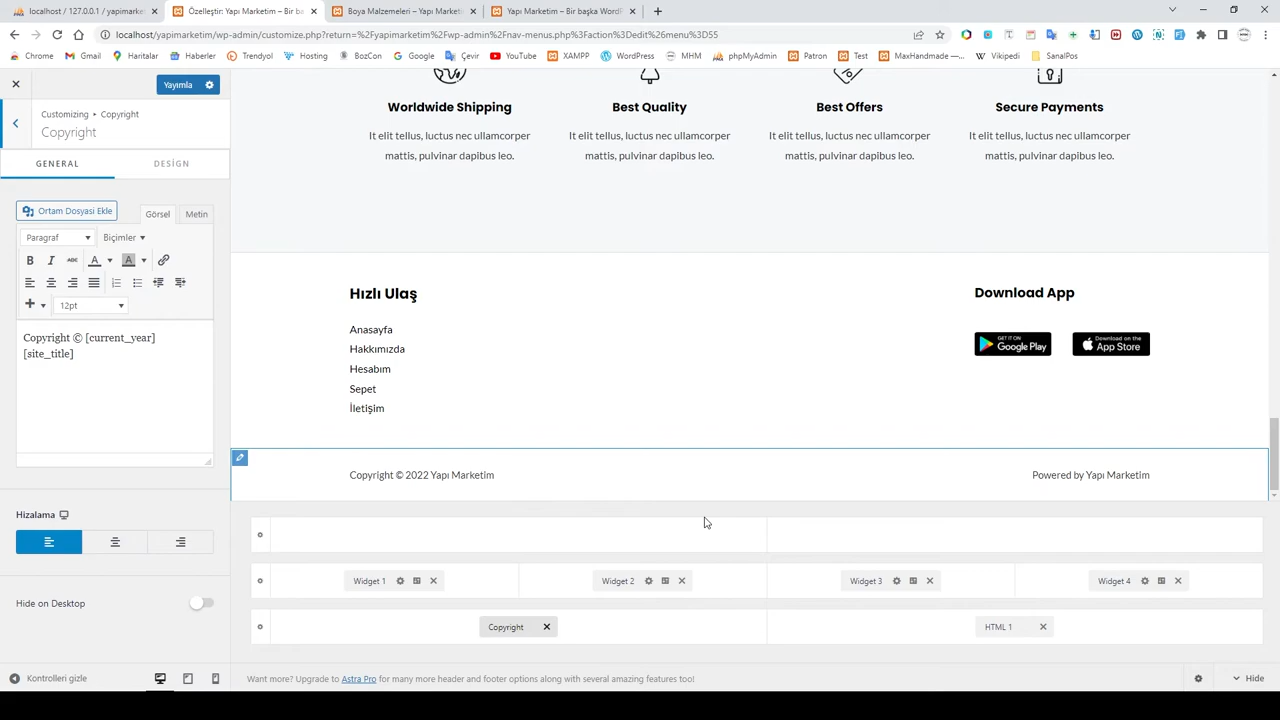 localhost / 127.0.0.1 / yapimarket
Özelleştir: Yapı Marketim – Bir ba
Boya Malzemeleri – Yapı Marketi
Yapı Marketim – Bir başka WordP
localhost/yapimarketim/wp-admin/customize.php?return=%2Fyapimarketim%2Fwp-admin%2Fnav-menus.php%3Faction%3Dedit%26menu%3D55
Chrome Gmail Haritalar Haberler Trendyol Hosting BozCon Google Çevir YouTube XAMPP WordPress MHM phpMyAdmin Patron Test MaxHandmade – U... Vikipedi SanalPos
Yayımla
Customizing ▸ Copyright
Copyright
GENERAL DESIGN
Ortam Dosyası Ekle
Görsel Metin
Paragraf Biçimler
B I ABC A A
12pt
Copyright © [current_year]
[site_title]
Hizalama
Hide on Desktop
Kontrolleri gizle
Worldwide Shipping Best Quality Best Offers Secure Payments
It elit tellus, luctus nec ullamcorper It elit tellus, luctus nec ullamcorper It elit tellus, luctus nec ullamcorper It elit tellus, luctus nec ullamcorper
mattis, pulvinar dapibus leo. mattis, pulvinar dapibus leo. mattis, pulvinar dapibus leo. mattis, pulvinar dapibus leo.
Hızlı Ulaş
Anasayfa
Hakkımızda
Hesabım
Sepet
İletişim
Download App
GET IT ON
Google Play
Download on the
App Store
Copyright © 2022 Yapı Marketim
Powered by Yapı Marketim
Widget 1 Widget 2 Widget 3 Widget 4
Copyright HTML 1
Want more? Upgrade to Astra Pro for many more header and footer options along with several amazing features too!
Hide